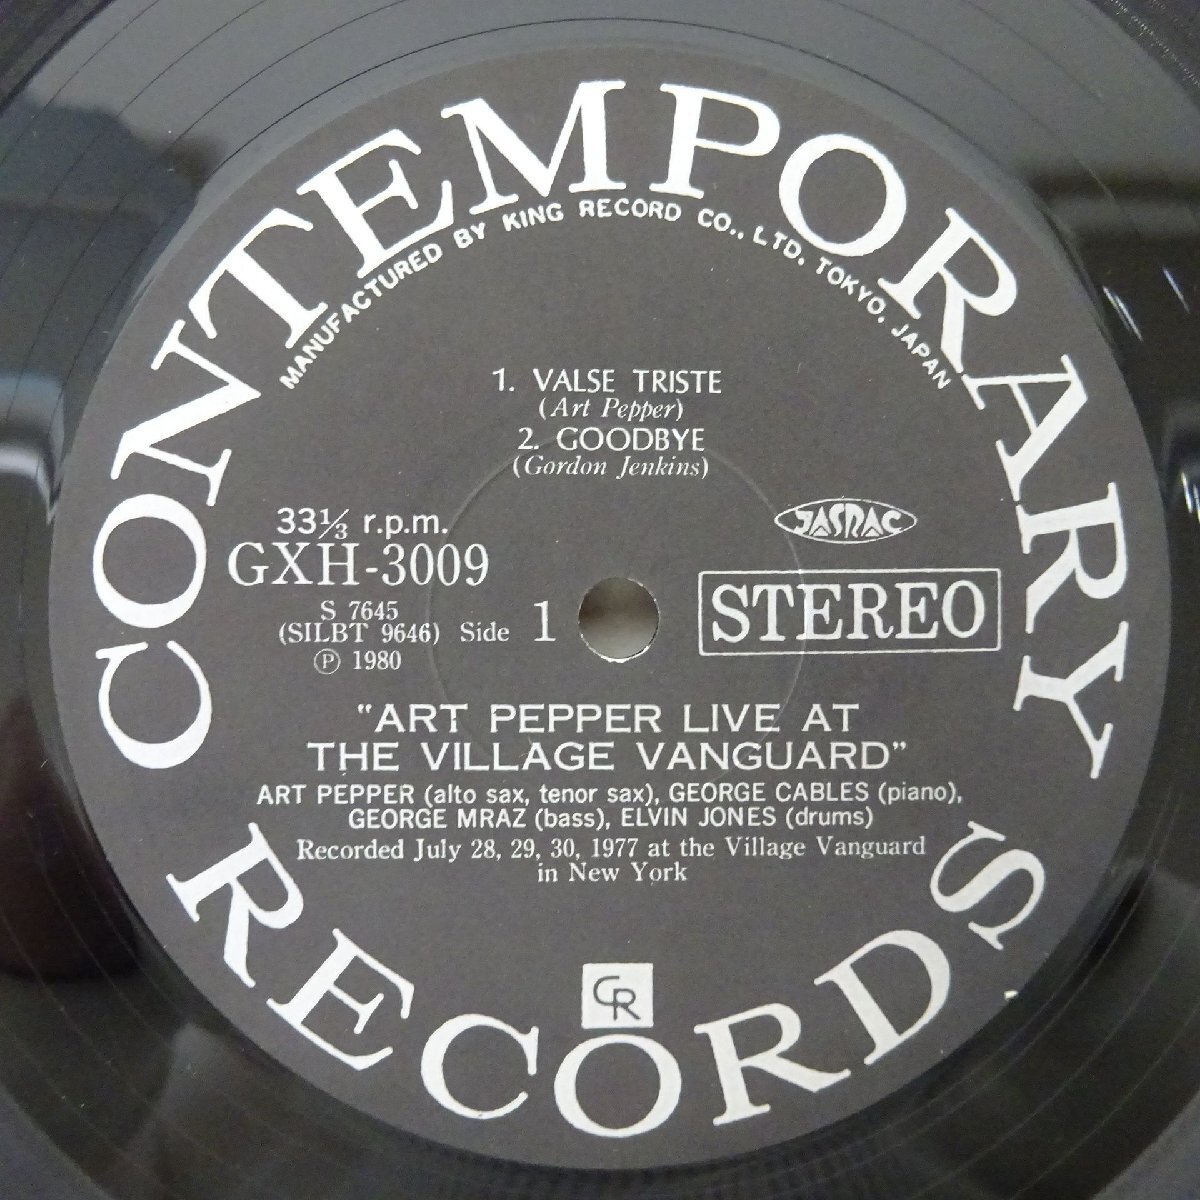 CONTEMPORARY
MANUFACTURED BY KING RECORD CO., LTD. TOKYO. JAPAN
1. VALSE TRISTE
(Art Pepper)
2. GOODBYE
(Gordon Jenkins)
33⅓ r.p.m.
GXH-3009
S 7645
(SILBT 9646) Side 1
Ⓟ 1980
JASRAC
STEREO
"ART PEPPER LIVE AT
THE VILLAGE VANGUARD"
ART PEPPER (alto sax, tenor sax), GEORGE CABLES (piano),
GEORGE MRAZ (bass), ELVIN JONES (drums)
Recorded July 28, 29, 30, 1977 at the Village Vanguard
in New York
CR
RECORDS